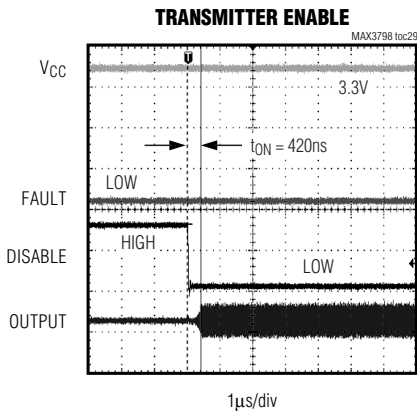 TRANSMITTER ENABLE
MAX3798 toc29
VCC
3.3V
tON = 420ns
LOW
FAULT
HIGH
DISABLE
LOW
OUTPUT
1µs/div
T